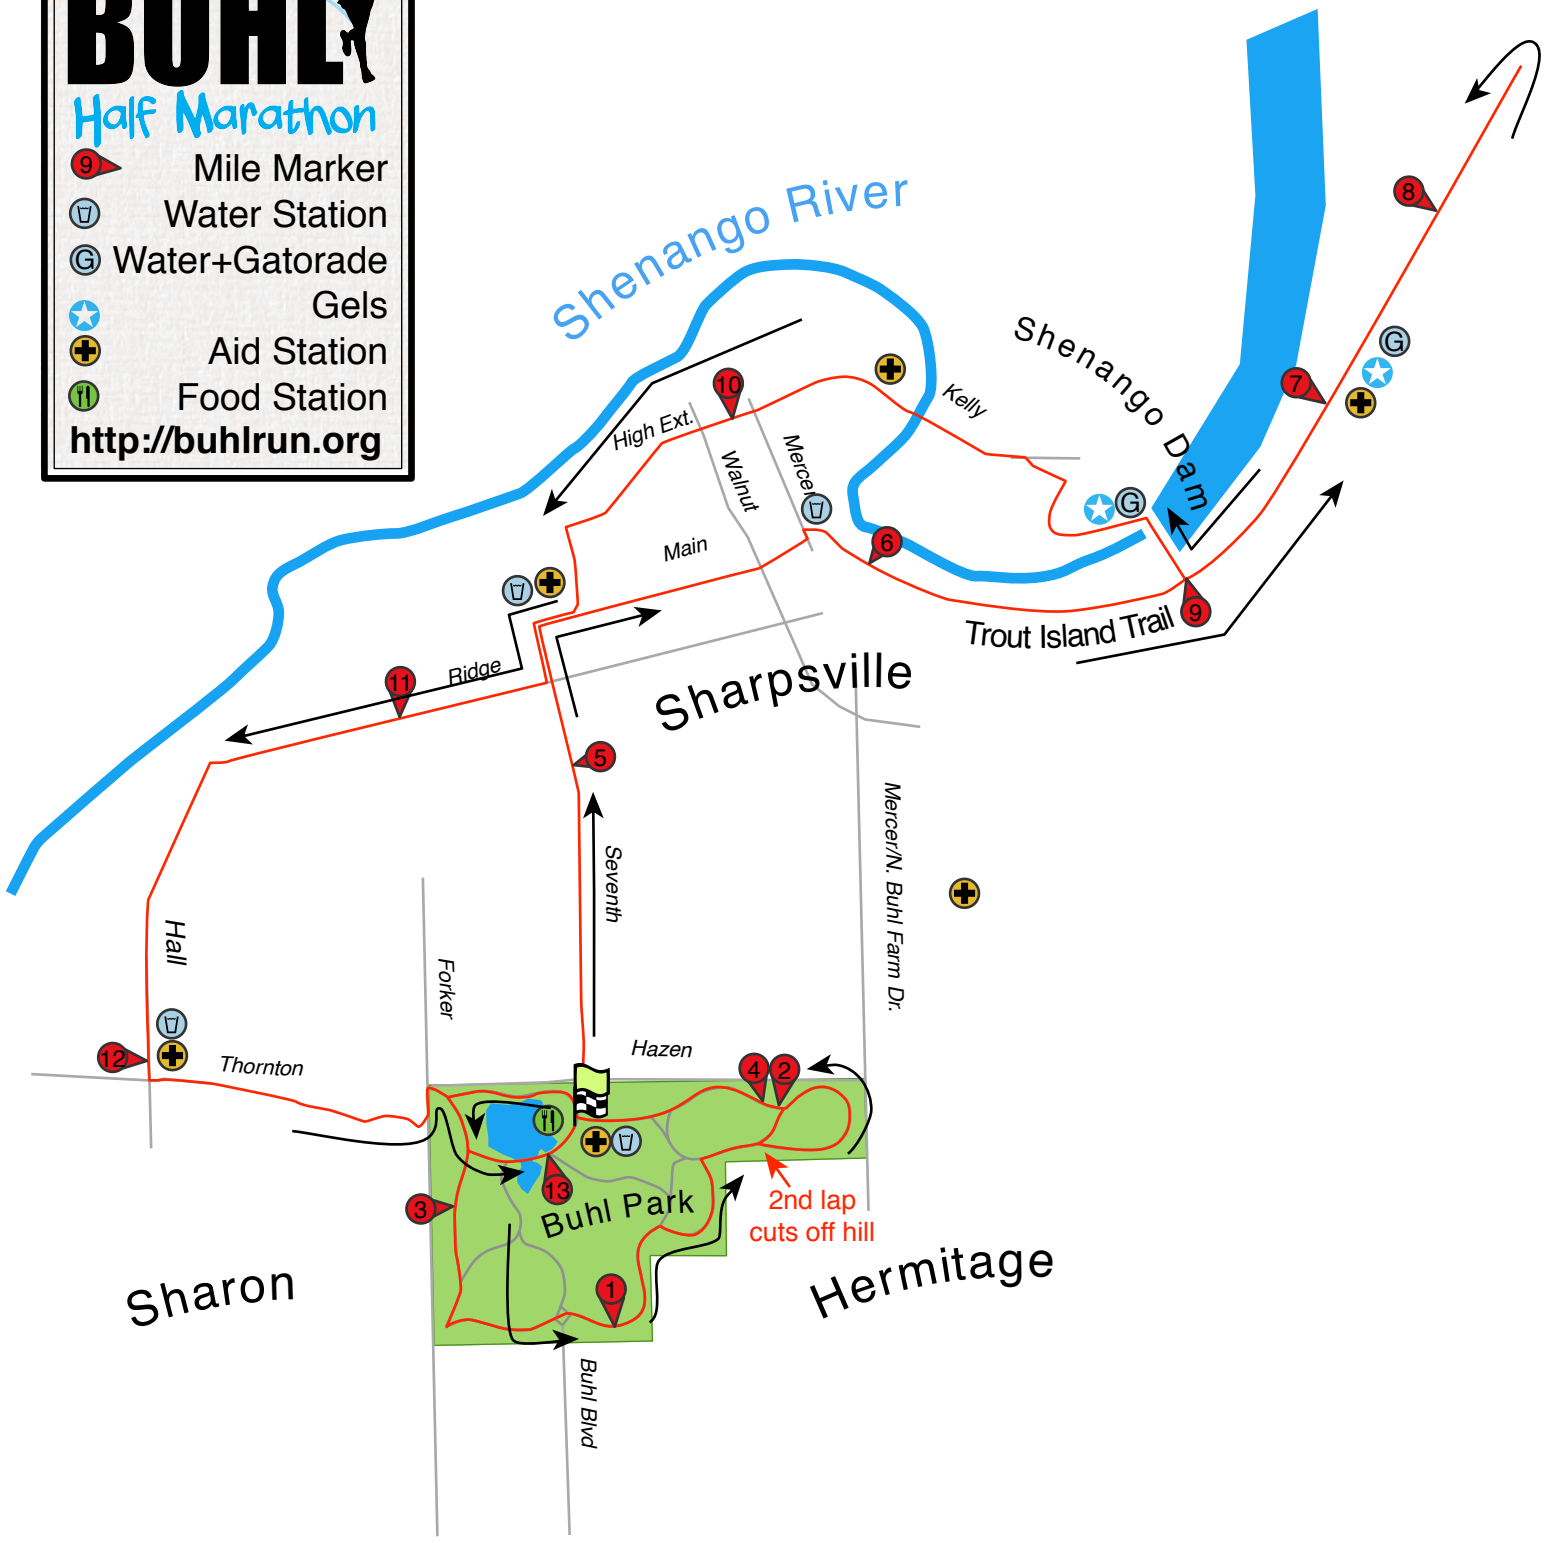 BUHL
Half Marathon
9 Mile Marker
Water Station
G Water+Gatorade
Gels
Aid Station
Food Station
http://buhlrun.org
Shenango River
Shenango Dam
8
G
7
10
High Ext.
Walnut
Mercer
Kelly
G
Main
6
9
Trout Island Trail
Ridge
11
Sharpsville
5
Seventh
Mercer/N. Buhl Farm Dr.
Hall
Forker
12
Thornton
Hazen
4
2
13
3
Buhl Park
2nd lap
cuts off hill
1
Sharon
Hermitage
Buhl Blvd